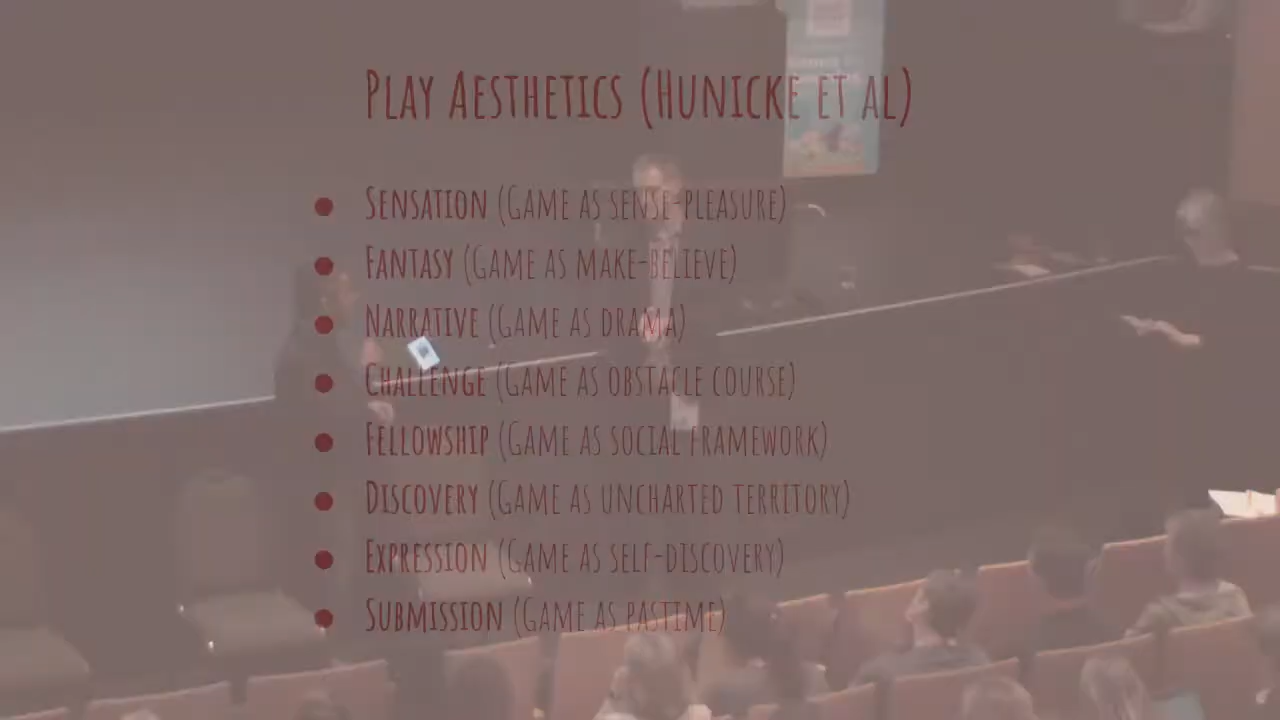 Play Aesthetics (Hunicke et al)
● Sensation (Game as sense-pleasure)
● Fantasy (Game as make-believe)
● Narrative (Game as drama)
● Challenge (Game as obstacle course)
● Fellowship (Game as social framework)
● Discovery (Game as uncharted territory)
● Expression (Game as self-discovery)
● Submission (Game as pastime)